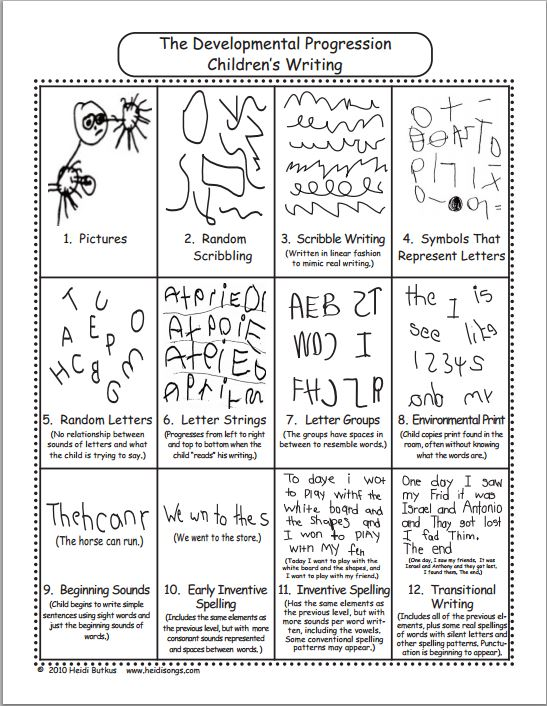 The Developmental Progression
Children's Writing
1. Pictures
2. Random
Scribbling
3. Scribble Writing
(Written in linear fashion
to mimic real writing.)
4. Symbols That
Represent Letters
T U
A E P O
H C B G
5. Random Letters
(No relationship between
sounds of letters and what
the child is trying to say.)
6. Letter Strings
(Progresses from left to right
and top to bottom when the
child "reads" his writing.)
AEB
7. Letter Groups
(The groups have spaces in
between to resemble words.)
the I is
see like
12345
and my
8. Environmental Print
(Child copies print found in the
room, often without knowing
what the words are.)
Thehcanr
(The horse can run.)
9. Beginning Sounds
(Child begins to write simple
sentences using sight words and
just the beginning sounds of
words.)
We wn to the s
(We went to the store.)
10. Early Inventive
Spelling
(Includes the same elements as
the previous level, but with more
consonant sounds represented
and spaces between words. )
To daye i wot
to PLay withf the
white board and
the shapes and
I won to PLAY
with My fen
(Today I want to play with the
white board and the shapes, and
I want to play with my friend.)
11. Inventive Spelling
(Has the same elements as
the previous level, but with
more sounds per word writ-
ten, including the vowels.
Some conventional spelling
patterns may appear.)
One day I saw
my Frid it was
Israel and Antonio
and Thay got lost
I fad Them.
The end
(One day, I saw my friends, It was
Israel and Anthony and they got lost,
I found them, The end.)
12. Transitional
Writing
(Includes all of the previous el-
ements, plus some real spellings
of words with silent letters and
other spelling patterns, Punctu-
ation is beginning to appear.)
© 2010 Heidi Butkus www.heidisongs.com